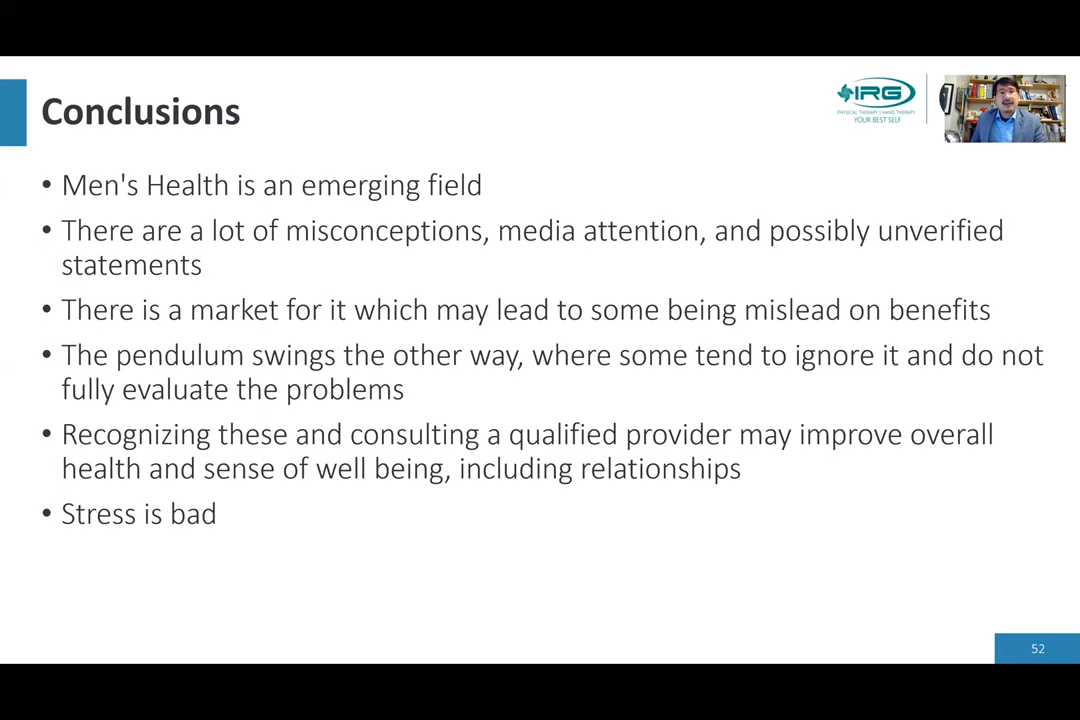 Conclusions
IRG
PHYSICAL THERAPY | HAND THERAPY
YOUR BEST SELF
• Men's Health is an emerging field
• There are a lot of misconceptions, media attention, and possibly unverified
statements
• There is a market for it which may lead to some being mislead on benefits
• The pendulum swings the other way, where some tend to ignore it and do not
fully evaluate the problems
• Recognizing these and consulting a qualified provider may improve overall
health and sense of well being, including relationships
• Stress is bad
52